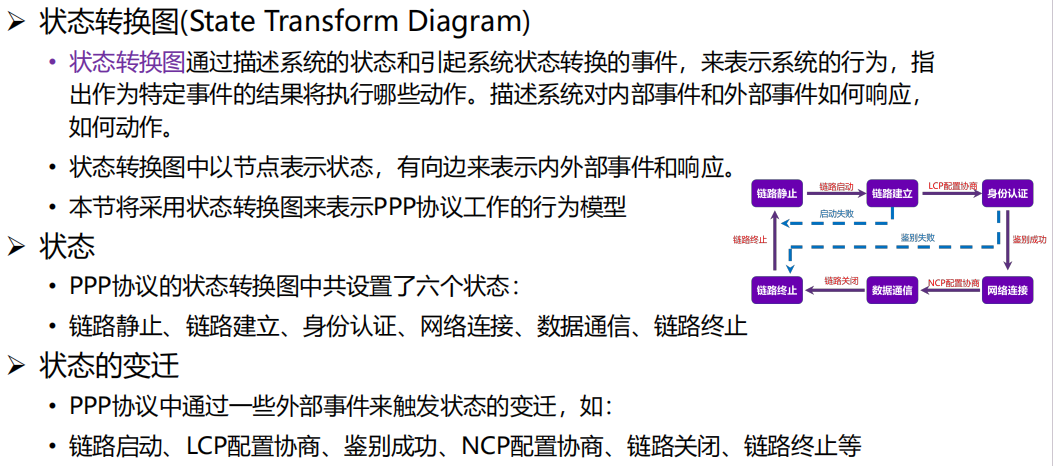 ➢ 状态转换图(State Transform Diagram)
• 状态转换图通过描述系统的状态和引起系统状态转换的事件，来表示系统的行为，指
出作为特定事件的结果将执行哪些动作。描述系统对内部事件和外部事件如何响应，
如何动作。
• 状态转换图中以节点表示状态，有向边来表示内外部事件和响应。
• 本节将采用状态转换图来表示PPP协议工作的行为模型
链路静止 链路启动 链路建立 LCP配置协商 身份认证
启动失败
链路终止 鉴别失败 鉴别成功
链路终止 链路关闭 数据通信 NCP配置协商 网络连接
➢ 状态
• PPP协议的状态转换图中共设置了六个状态：
• 链路静止、链路建立、身份认证、网络连接、数据通信、链路终止
➢ 状态的变迁
• PPP协议中通过一些外部事件来触发状态的变迁，如：
• 链路启动、LCP配置协商、鉴别成功、NCP配置协商、链路关闭、链路终止等